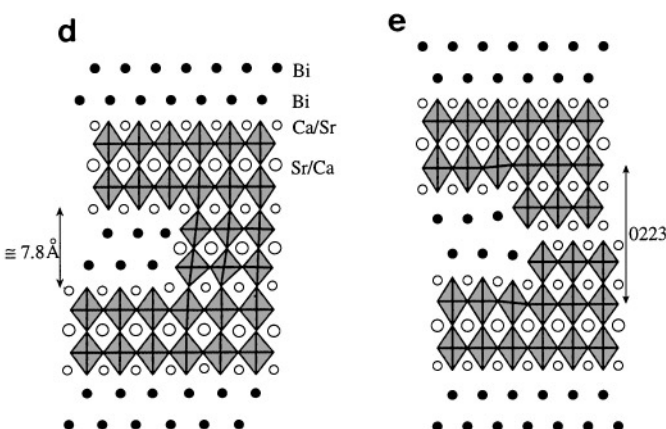 d
e
Bi
Bi
Ca/Sr
Sr/Ca
≅ 7.8Å
0223